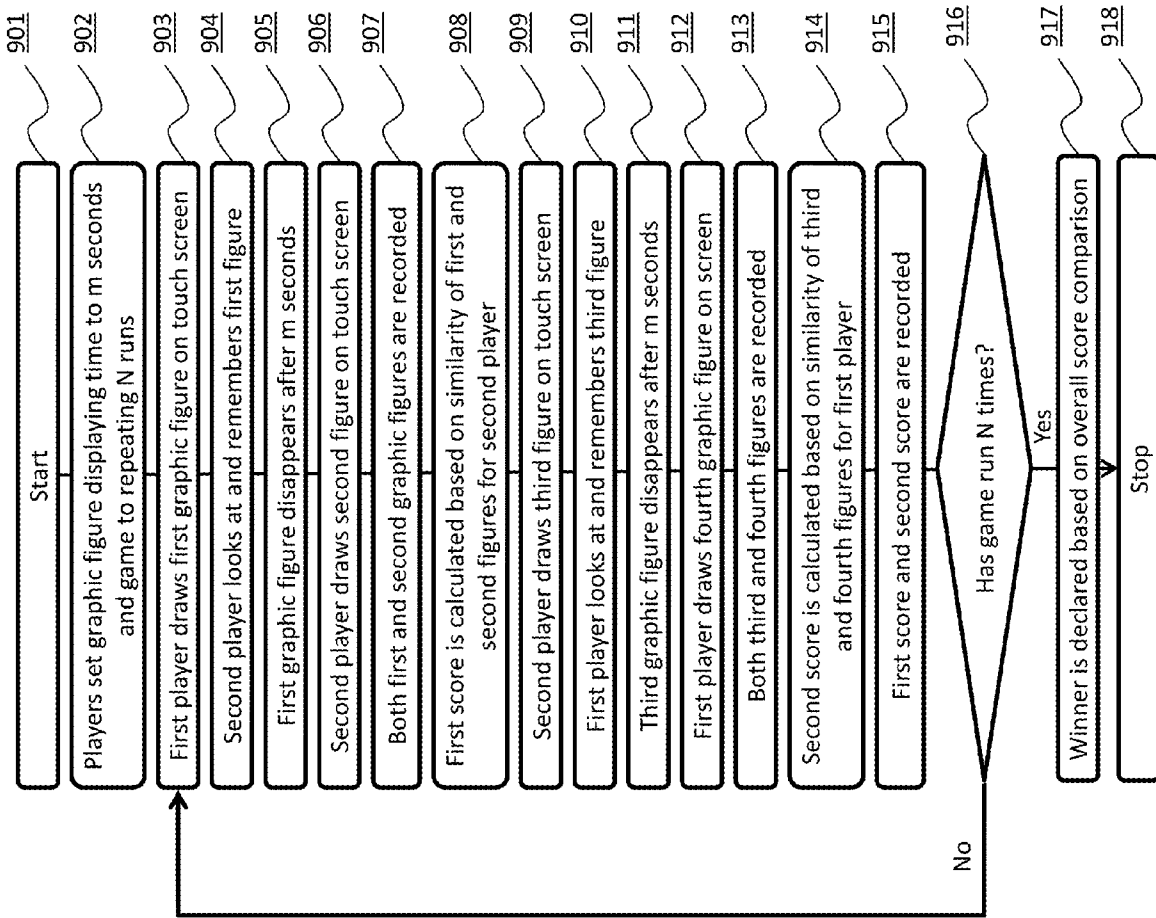 Start
901
Players set graphic figure displaying time to m seconds
and game to repeating N runs
902
First player draws first graphic figure on touch screen
903
Second player looks at and remembers first figure
904
First graphic figure disappears after m seconds
905
Second player draws second figure on touch screen
906
Both first and second graphic figures are recorded
907
First score is calculated based on similarity of first and
second figures for second player
908
Second player draws third figure on touch screen
909
First player looks at and remembers third figure
910
Third graphic figure disappears after m seconds
911
First player draws fourth graphic figure on screen
912
Both third and fourth figures are recorded
913
Second score is calculated based on similarity of third
and fourth figures for first player
914
First score and second score are recorded
915
Has game run N times?
916
No
Yes
Winner is declared based on overall score comparison
917
Stop
918